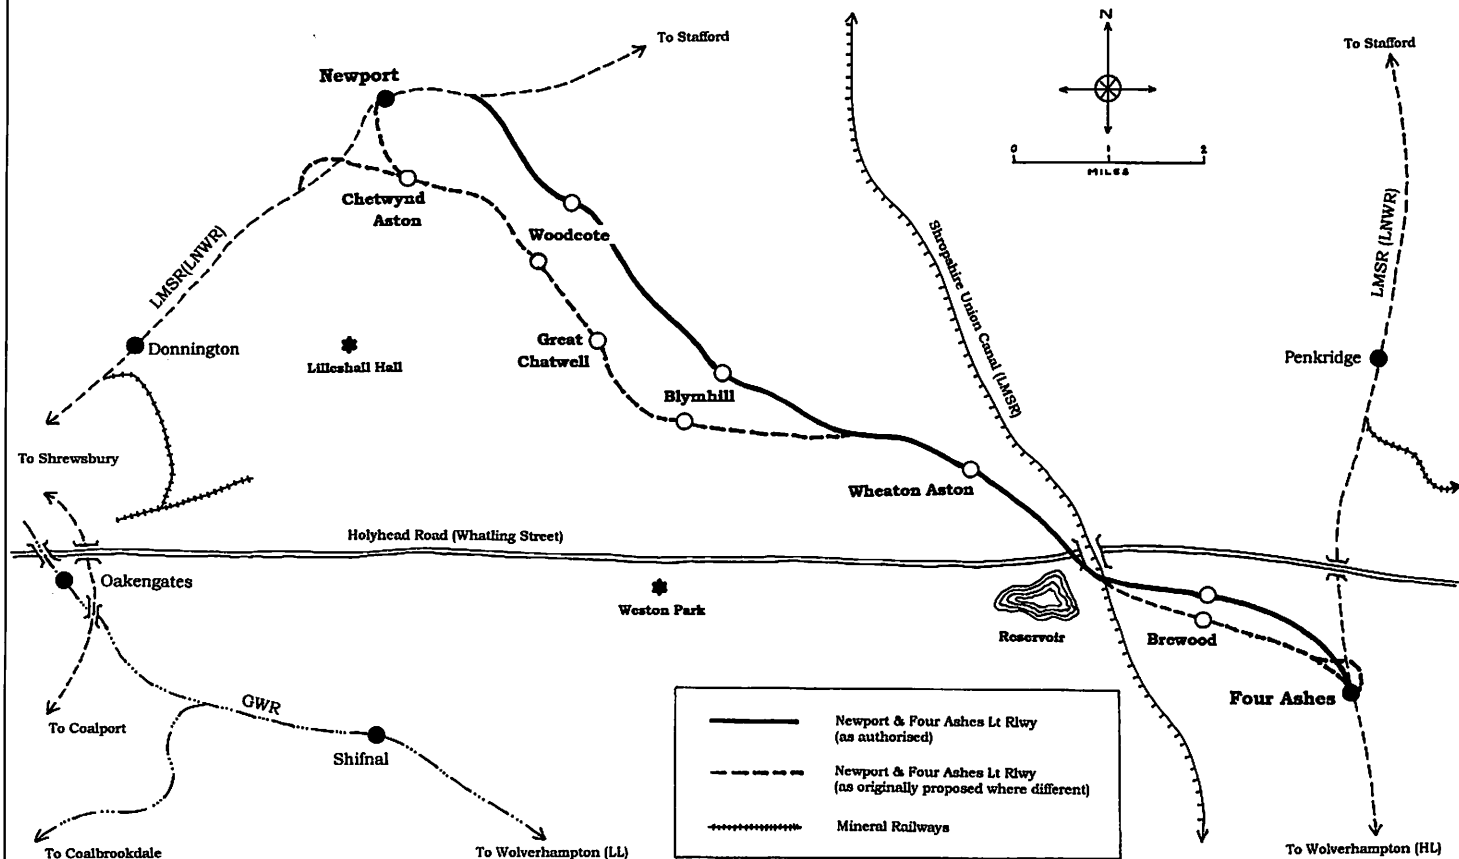 N
To Stafford
To Stafford
Newport
0
2
MILES
Chetwynd
Aston
Woodcote
LMSR(LNWR)
Shropshire Union Canal (LMSR)
LMSR (LNWR)
Great
Chatwell
Donnington
Lilleshall Hall
Penkridge
Blymhill
To Shrewsbury
Wheaton Aston
Holyhead Road (Whatling Street)
Oakengates
Weston Park
Reservoir
Brewood
Four Ashes
GWR
To Coalport
Shifnal
Newport & Four Ashes Lt Rlwy
(as authorised)
Newport & Four Ashes Lt Rlwy
(as originally proposed where different)
Mineral Railways
To Coalbrookdale
To Wolverhampton (LL)
To Wolverhampton (HL)